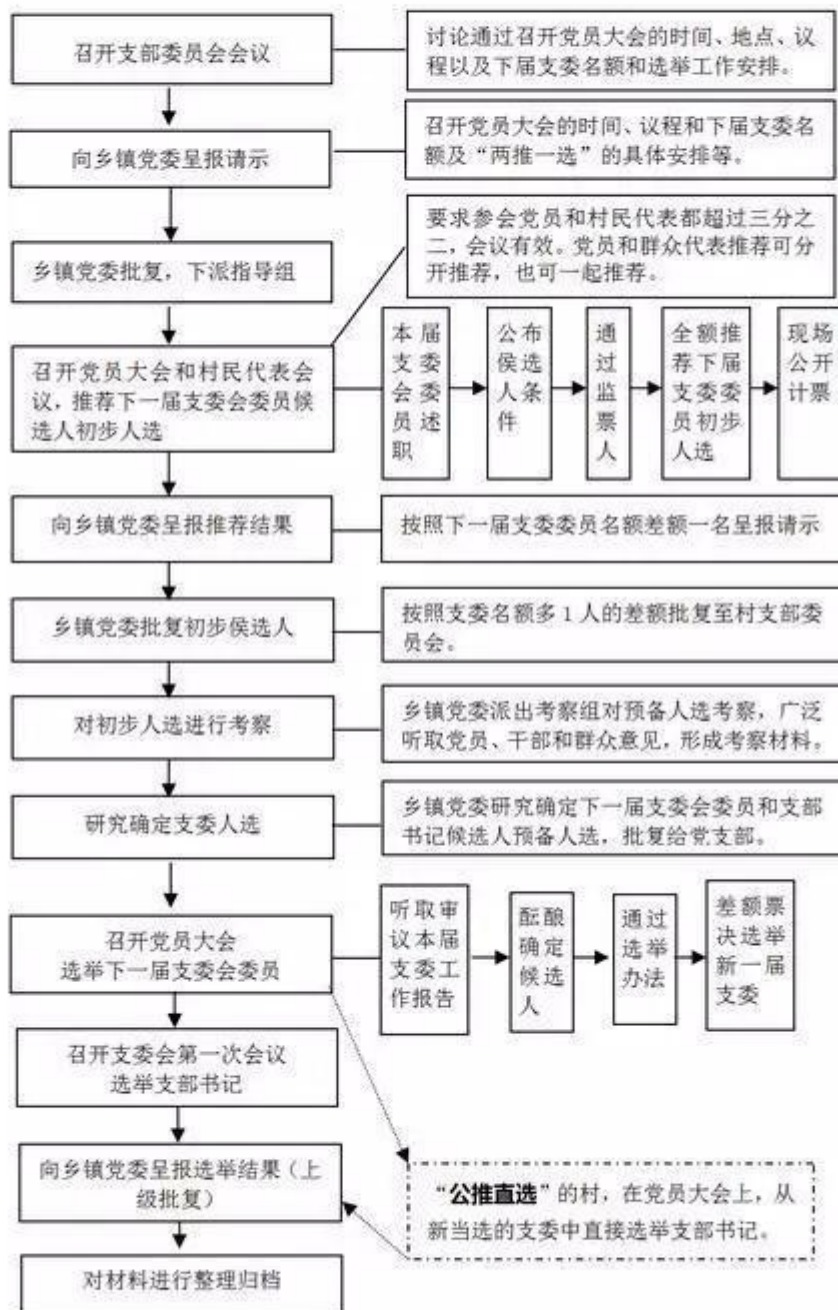 召开支部委员会会议
讨论通过召开党员大会的时间、地点、议
程以及下届支委名额和选举工作安排。
向乡镇党委呈报请示
召开党员大会的时间、议程和下届支委名
额及“两推一选”的具体安排等。
乡镇党委批复，下派指导组
要求参会党员和村民代表都超过三分之
二，会议有效。党员和群众代表推荐可分
开推荐，也可一起推荐。
召开党员大会和村民代表会
议，推荐下一届支委会委员候
选人初步人选
本届
支委
会委
员述
职
公布
侯选
人条
件
通
过
监
票
人
全额推
荐下届
支委委
员初步
人选
现场
公开
计票
向乡镇党委呈报推荐结果
按照下一届支委委员名额差额一名呈报请示
乡镇党委批复初步侯选人
按照支委名额多 1 人的差额批复至村支部委
员会。
对初步人选进行考察
乡镇党委派出考察组对预备人选考察，广泛
听取党员、干部和群众意见，形成考察材料。
研究确定支委人选
乡镇党委研究确定下一届支委会委员和支部
书记候选人预备人选，批复给党支部。
召开党员大会
选举下一届支委会委员
听取审
议本届
支委工
作报告
酝酿
确定
候选
人
通过
选举
办法
差额票
决选举
新一届
支委
召开支委会第一次会议
选举支部书记
向乡镇党委呈报选举结果（上
级批复）
“公推直选”的村，在党员大会上，从
新当选的支委中直接选举支部书记。
对材料进行整理归档